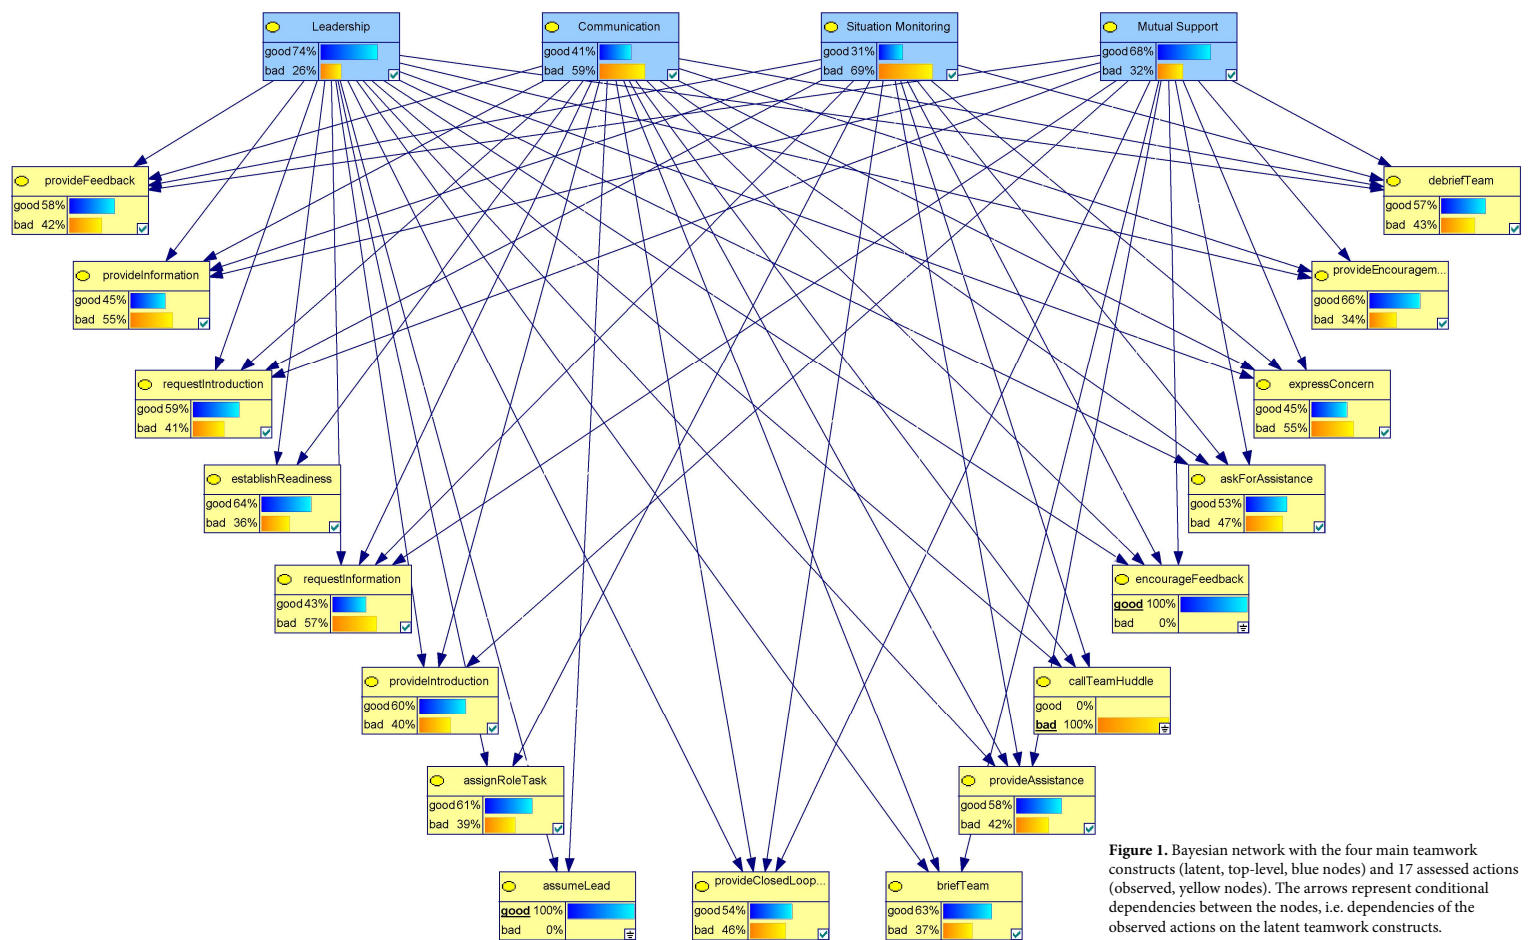 Leadership
good 74%
bad 26%
Communication
good 41%
bad 59%
Situation Monitoring
good 31%
bad 69%
Mutual Support
good 68%
bad 32%
provideFeedback
good 58%
bad 42%
debriefTeam
good 57%
bad 43%
provideInformation
good 45%
bad 55%
provideEncouragem...
good 66%
bad 34%
requestIntroduction
good 59%
bad 41%
expressConcern
good 45%
bad 55%
establishReadiness
good 64%
bad 36%
askForAssistance
good 53%
bad 47%
requestInformation
good 43%
bad 57%
encourageFeedback
good 100%
bad 0%
provideIntroduction
good 60%
bad 40%
callTeamHuddle
good 0%
bad 100%
assignRoleTask
good 61%
bad 39%
provideAssistance
good 58%
bad 42%
assumeLead
good 100%
bad 0%
provideClosedLoop...
good 54%
bad 46%
briefTeam
good 63%
bad 37%
Figure 1. Bayesian network with the four main teamwork
constructs (latent, top-level, blue nodes) and 17 assessed actions
(observed, yellow nodes). The arrows represent conditional
dependencies between the nodes, i.e. dependencies of the
observed actions on the latent teamwork constructs.